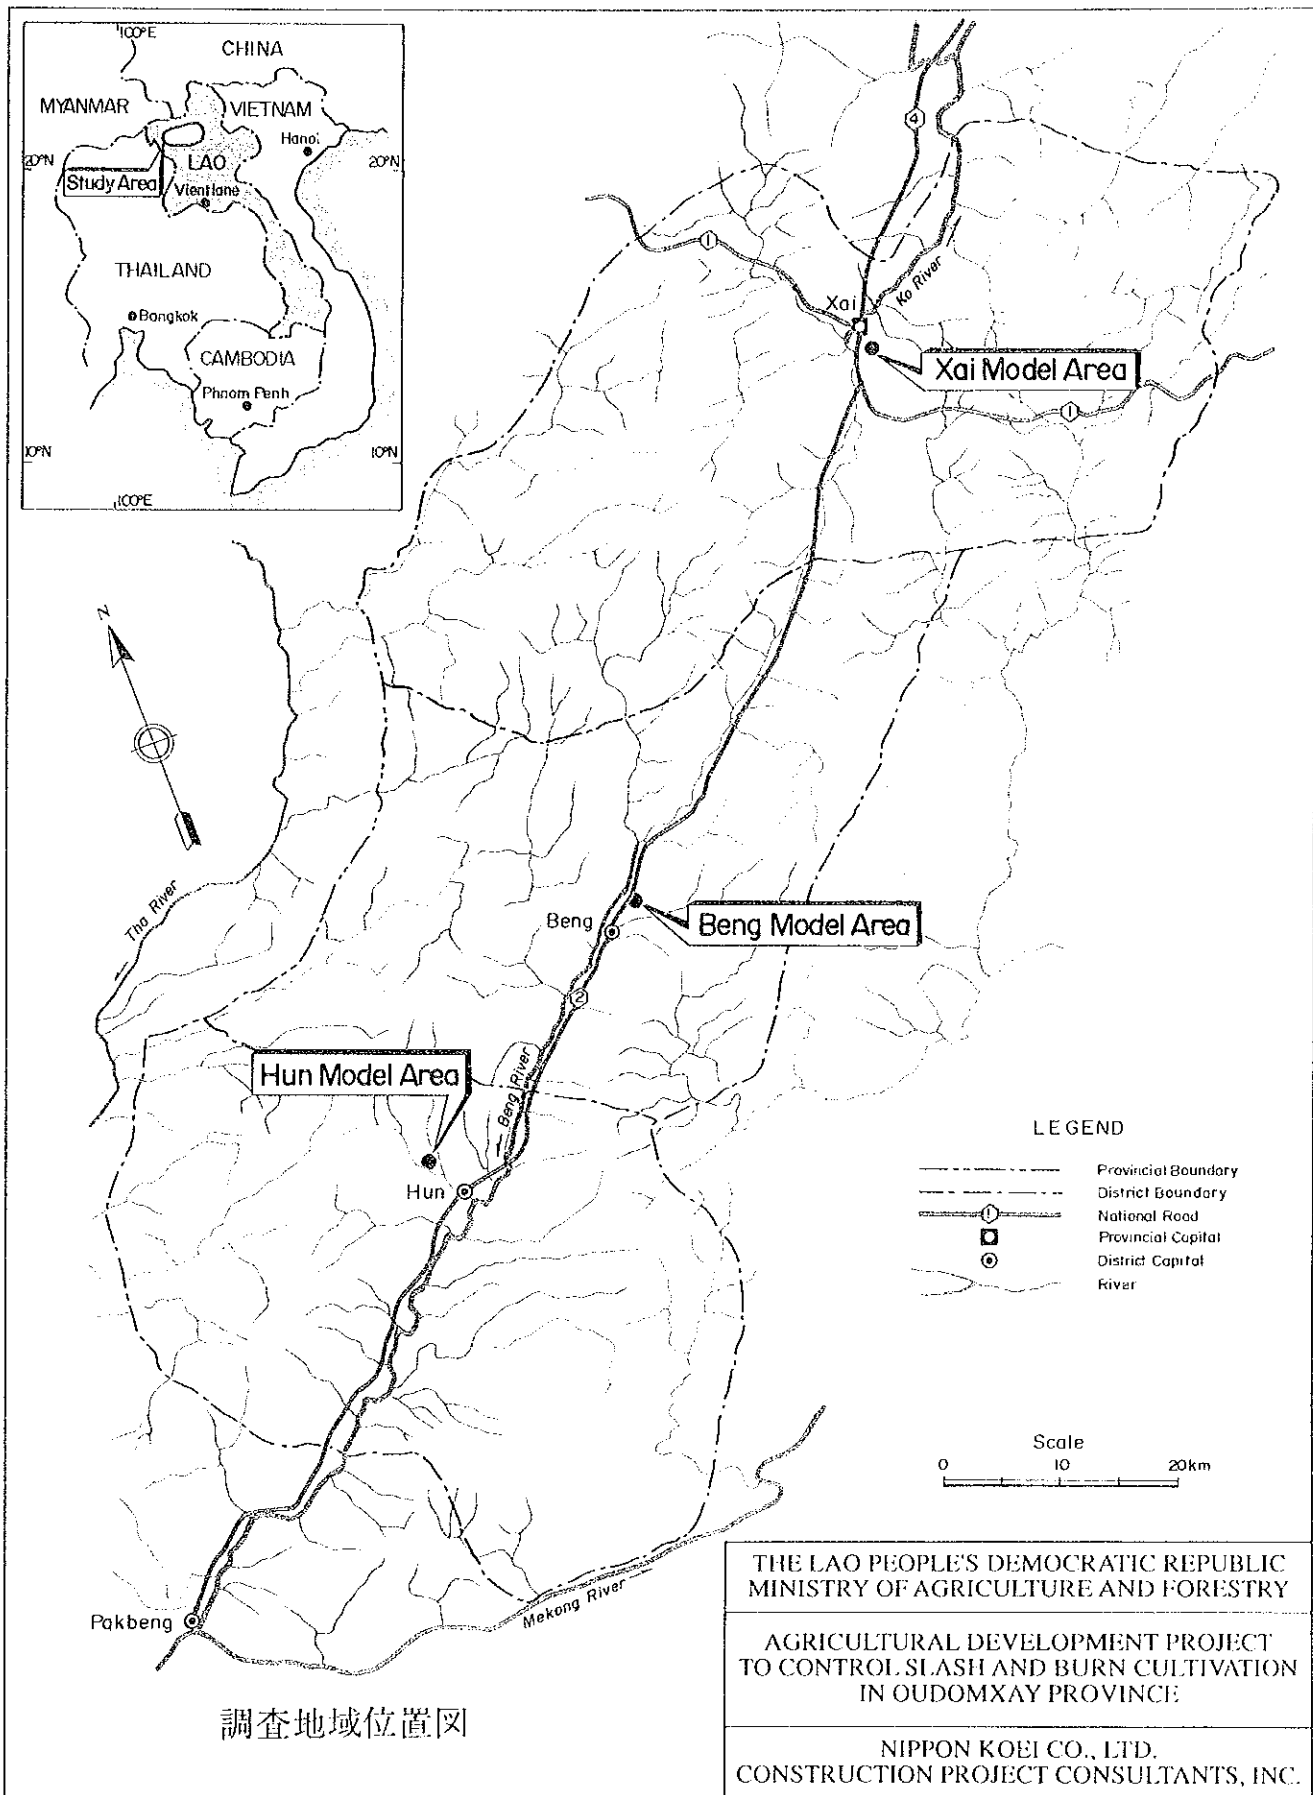 100°E
CHINA
MYANMAR
VIETNAM
Hanoi
20°N
LAO
20°N
Study Area
Vientiane
THAILAND
Bangkok
CAMBODIA
Phnom Penh
10°N
10°N
100°E
4
1
Ko River
Xai
Xai Model Area
1
N
Tha River
Beng
Beng Model Area
2
Hun Model Area
Beng River
Hun
LEGEND
Provincial Boundary
District Boundary
1 National Road
Provincial Capital
District Capital
River
Scale
0 10 20km
Pakbeng
Mekong River
THE LAO PEOPLE'S DEMOCRATIC REPUBLIC
MINISTRY OF AGRICULTURE AND FORESTRY
AGRICULTURAL DEVELOPMENT PROJECT
TO CONTROL SLASH AND BURN CULTIVATION
IN OUDOMXAY PROVINCE
調査地域位置図
NIPPON KOEI CO., LTD.
CONSTRUCTION PROJECT CONSULTANTS, INC.